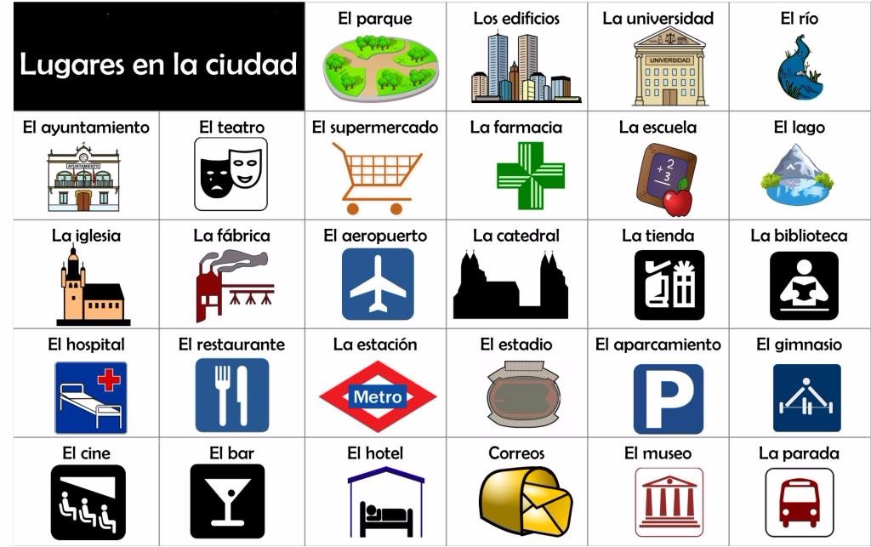 Lugares en la ciudad
El parque
Los edificios
La universidad
UNIVERSIDAD
El río
El ayuntamiento
AYUNTAMIENTO
El teatro
El supermercado
La farmacia
La escuela
2
+ 3
El lago
La iglesia
La fábrica
El aeropuerto
La catedral
La tienda
La biblioteca
El hospital
El restaurante
La estación
Metro
El estadio
El aparcamiento
P
El gimnasio
El cine
El bar
El hotel
Correos
El museo
La parada